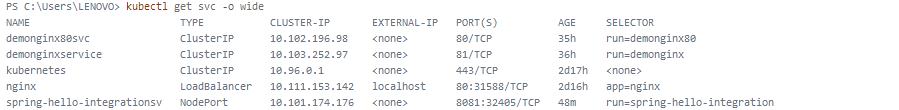 PS C:\Users\LENOVO> kubectl get svc -o wide
NAME TYPE CLUSTER-IP EXTERNAL-IP PORT(S) AGE SELECTOR
demonginx80svc ClusterIP 10.102.196.98 <none> 80/TCP 35h run=demonginx80
demonginxservice ClusterIP 10.103.252.97 <none> 81/TCP 36h run=demonginx
kubernetes ClusterIP 10.96.0.1 <none> 443/TCP 2d17h <none>
nginx LoadBalancer 10.111.153.142 localhost 80:31588/TCP 2d16h app=nginx
spring-hello-integrationsv NodePort 10.101.174.176 <none> 8081:32405/TCP 48m run=spring-hello-integration